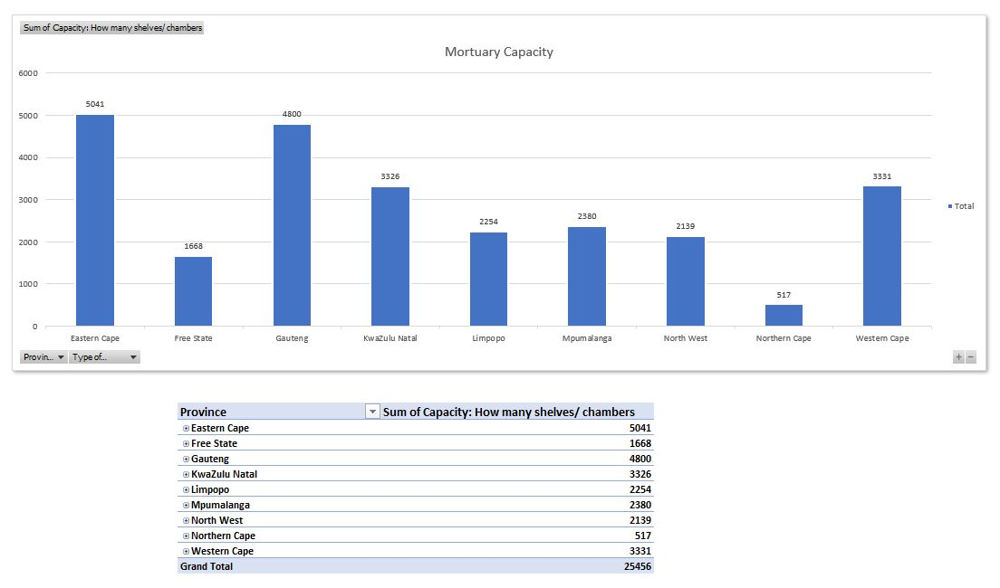 Sum of Capacity: How many shelves/ chambers
Mortuary Capacity
6000
5000
4000
3000
2000
1000
0
5041
1668
4800
3326
2254
2380
2139
517
3331
Total
Eastern Cape
Free State
Gauteng
KwaZulu Natal
Limpopo
Mpumalanga
North West
Northern Cape
Western Cape
Provin... Type of...
Province Sum of Capacity: How many shelves/ chambers
Eastern Cape 5041
Free State 1668
Gauteng 4800
KwaZulu Natal 3326
Limpopo 2254
Mpumalanga 2380
North West 2139
Northern Cape 517
Western Cape 3331
Grand Total 25456